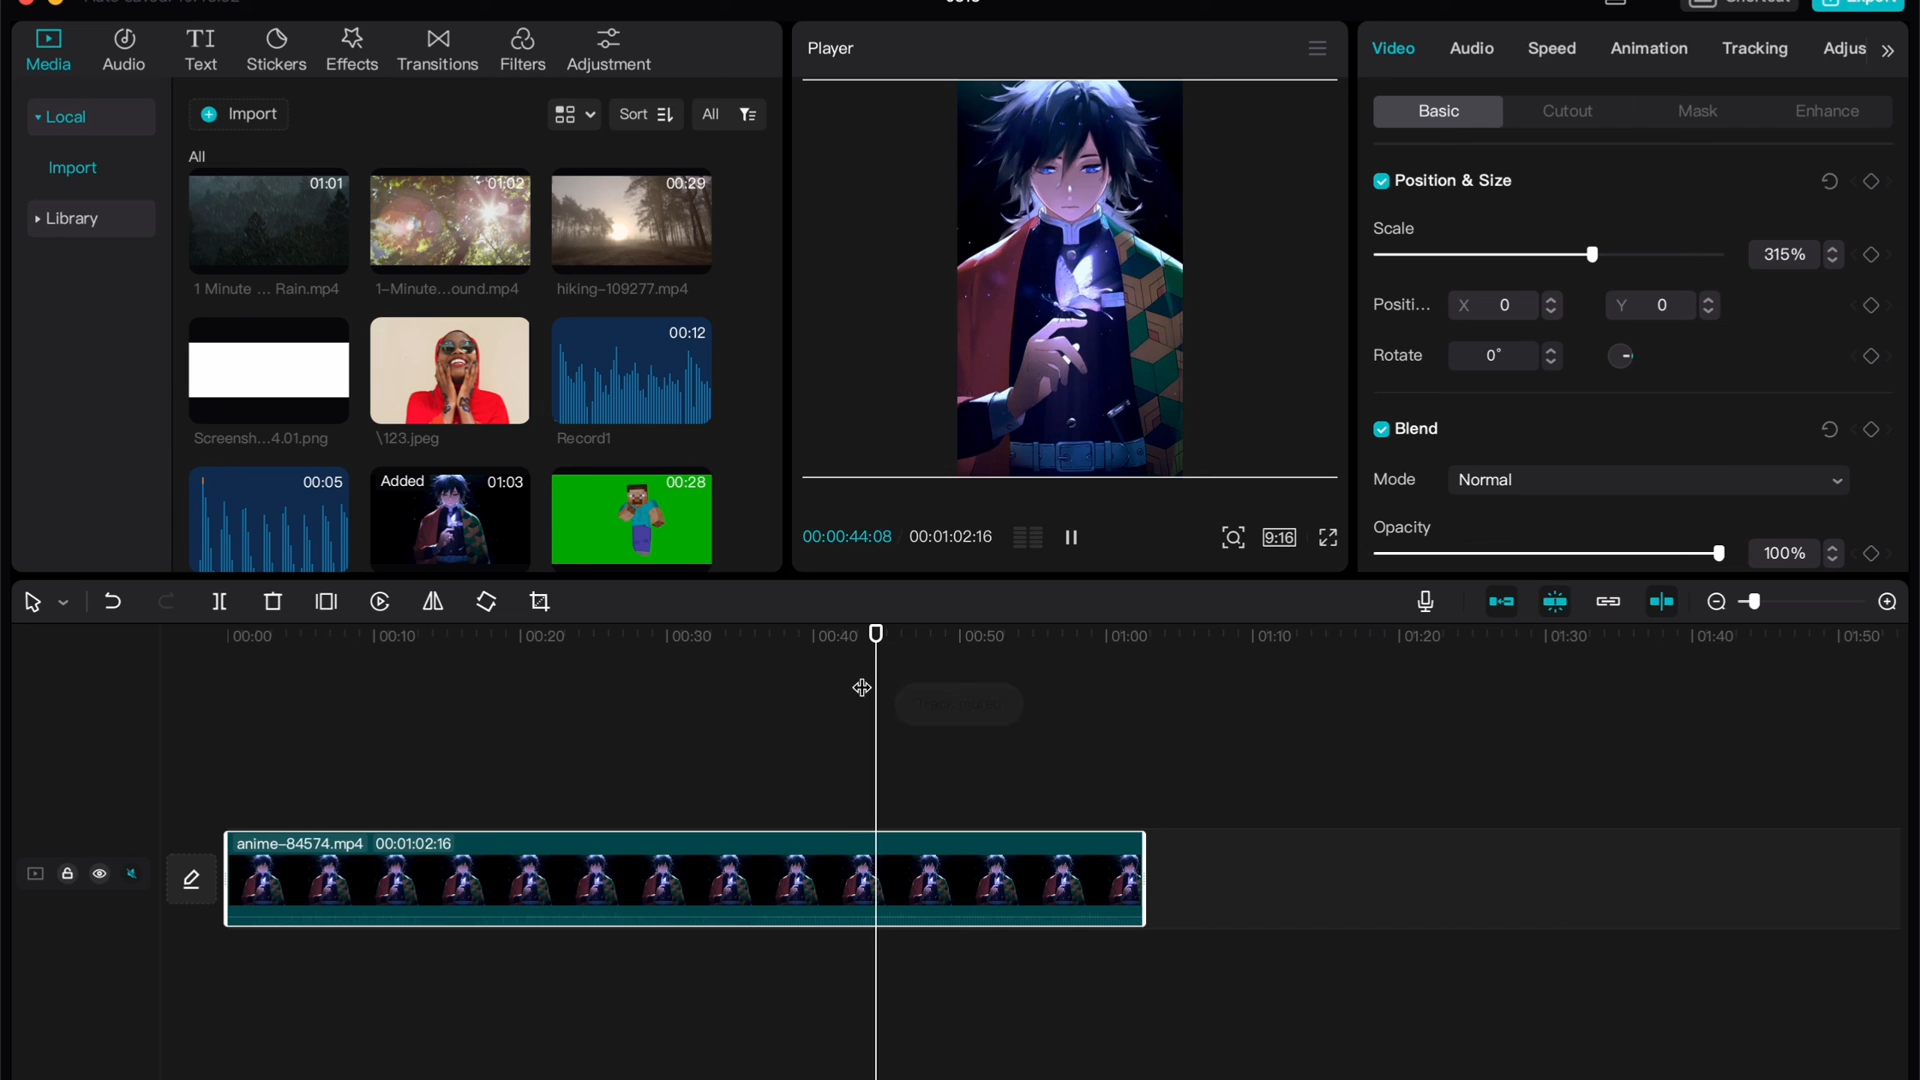 Shortcut
Export
Media
Audio
Text
Stickers
Effects
Transitions
Filters
Adjustment
Local
Import
Library
Import
Sort
All
All
01:01
01:02
00:29
1 Minute ... Rain.mp4
1-Minute...ound.mp4
hiking-109277.mp4
00:12
Screensh...4.01.png
\123.jpeg
Record1
00:05
Added
01:03
00:28
Player
00:00:44:08
00:01:02:16
9:16
Video
Audio
Speed
Animation
Tracking
Adjus
Basic
Cutout
Mask
Enhance
Position & Size
Scale
315%
Positi...
X 0
Y 0
Rotate
0°
Blend
Mode
Normal
Opacity
100%
00:00
00:10
00:20
00:30
00:40
00:50
01:00
01:10
01:20
01:30
01:40
01:50
anime-84574.mp4 00:01:02:16